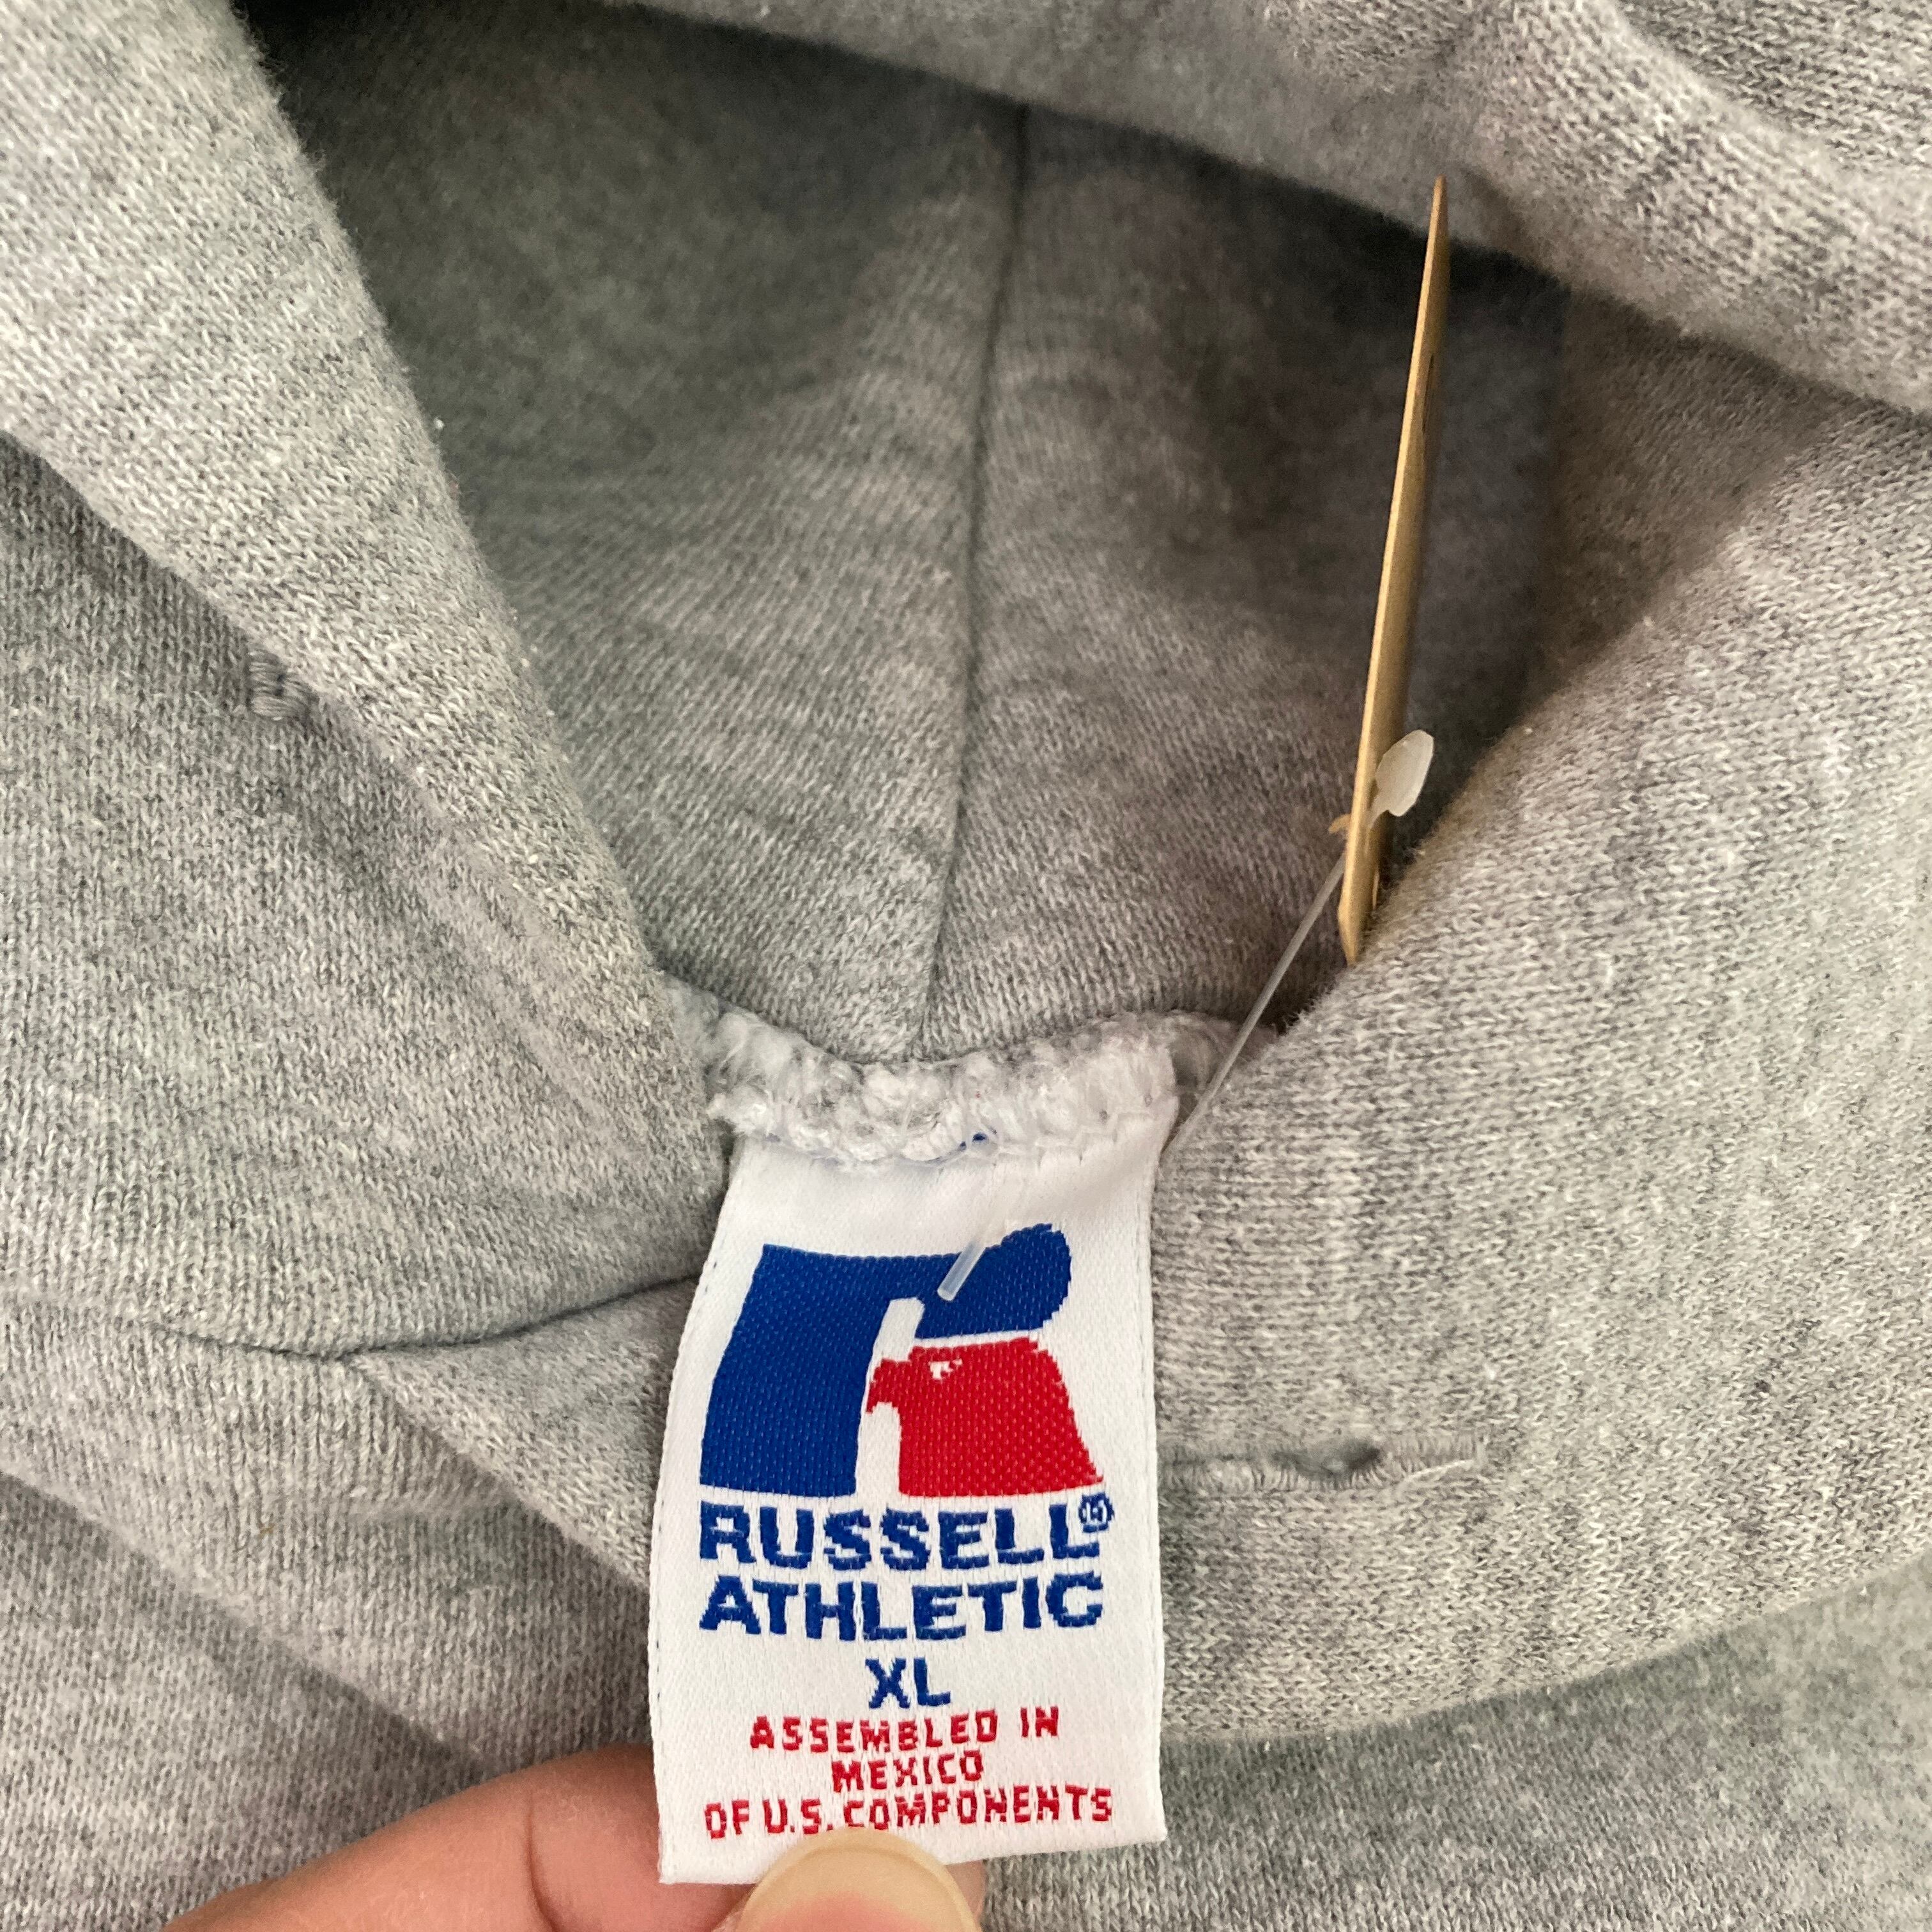 RUSSELL®
ATHLETIC
XL
ASSEMBLED IN
MEXICO
OF U.S. COMPONENTS